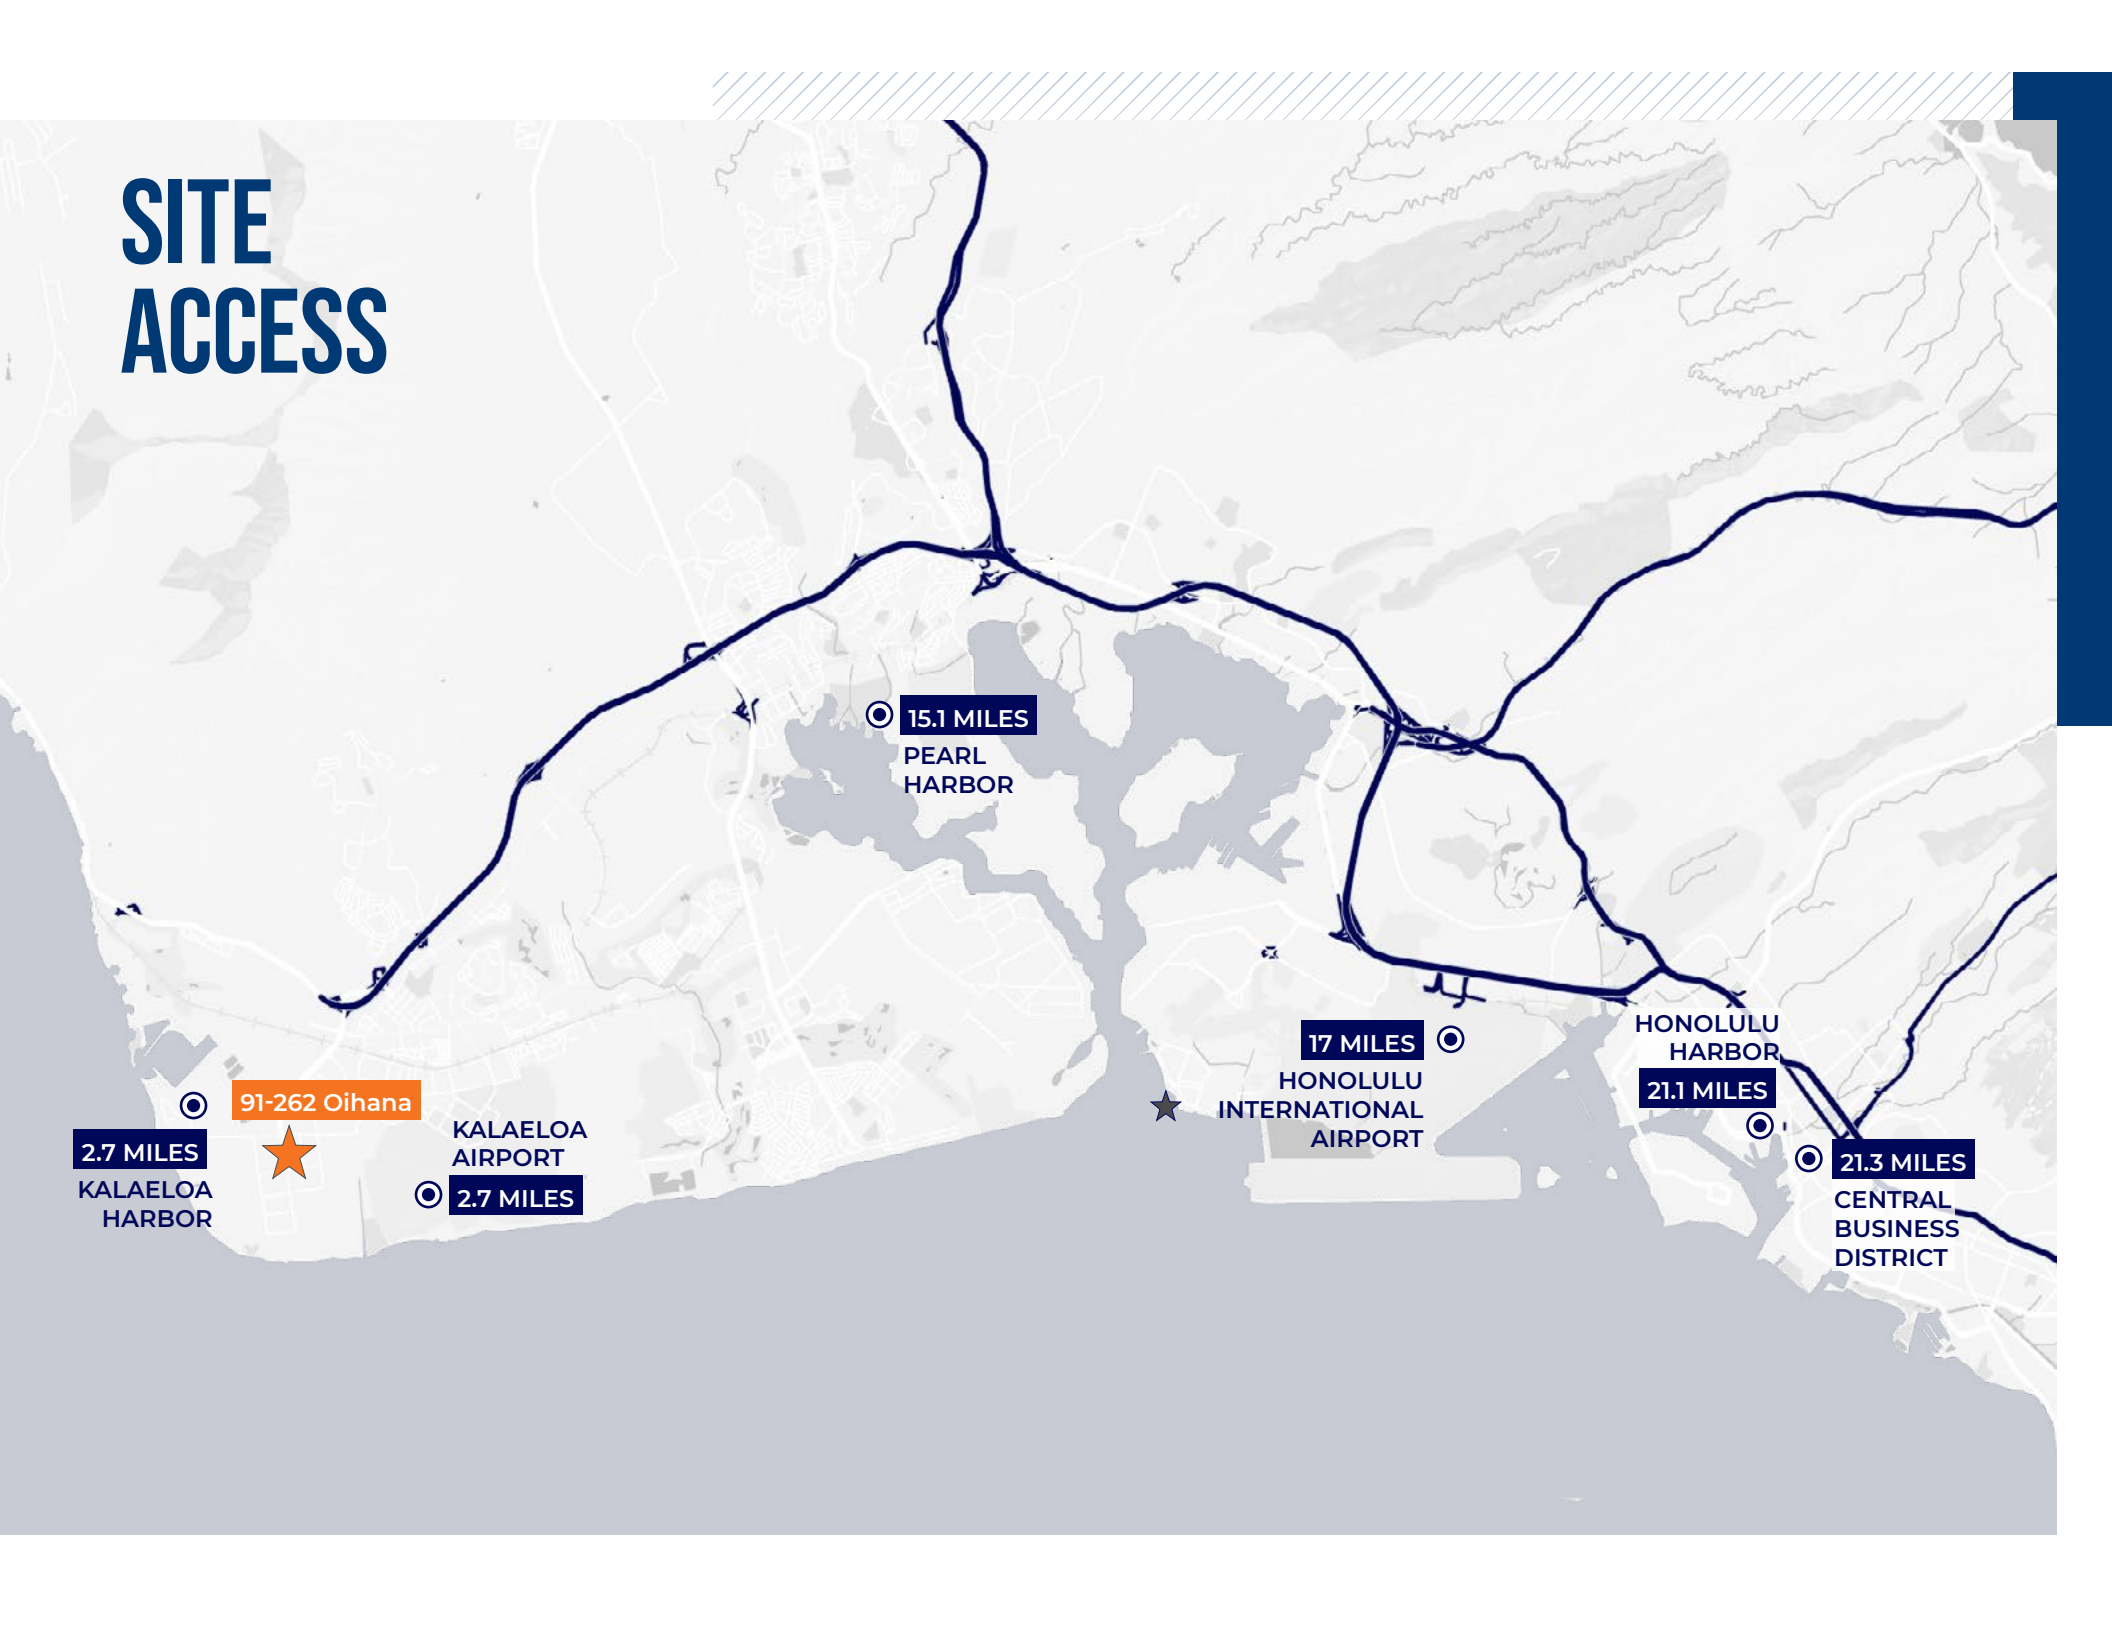 SITE
ACCESS
15.1 MILES
PEARL
HARBOR
91-262 Oihana
2.7 MILES
KALAELOA
HARBOR
KALAELOA
AIRPORT
2.7 MILES
17 MILES
HONOLULU
INTERNATIONAL
AIRPORT
HONOLULU
HARBOR
21.1 MILES
21.3 MILES
CENTRAL
BUSINESS
DISTRICT